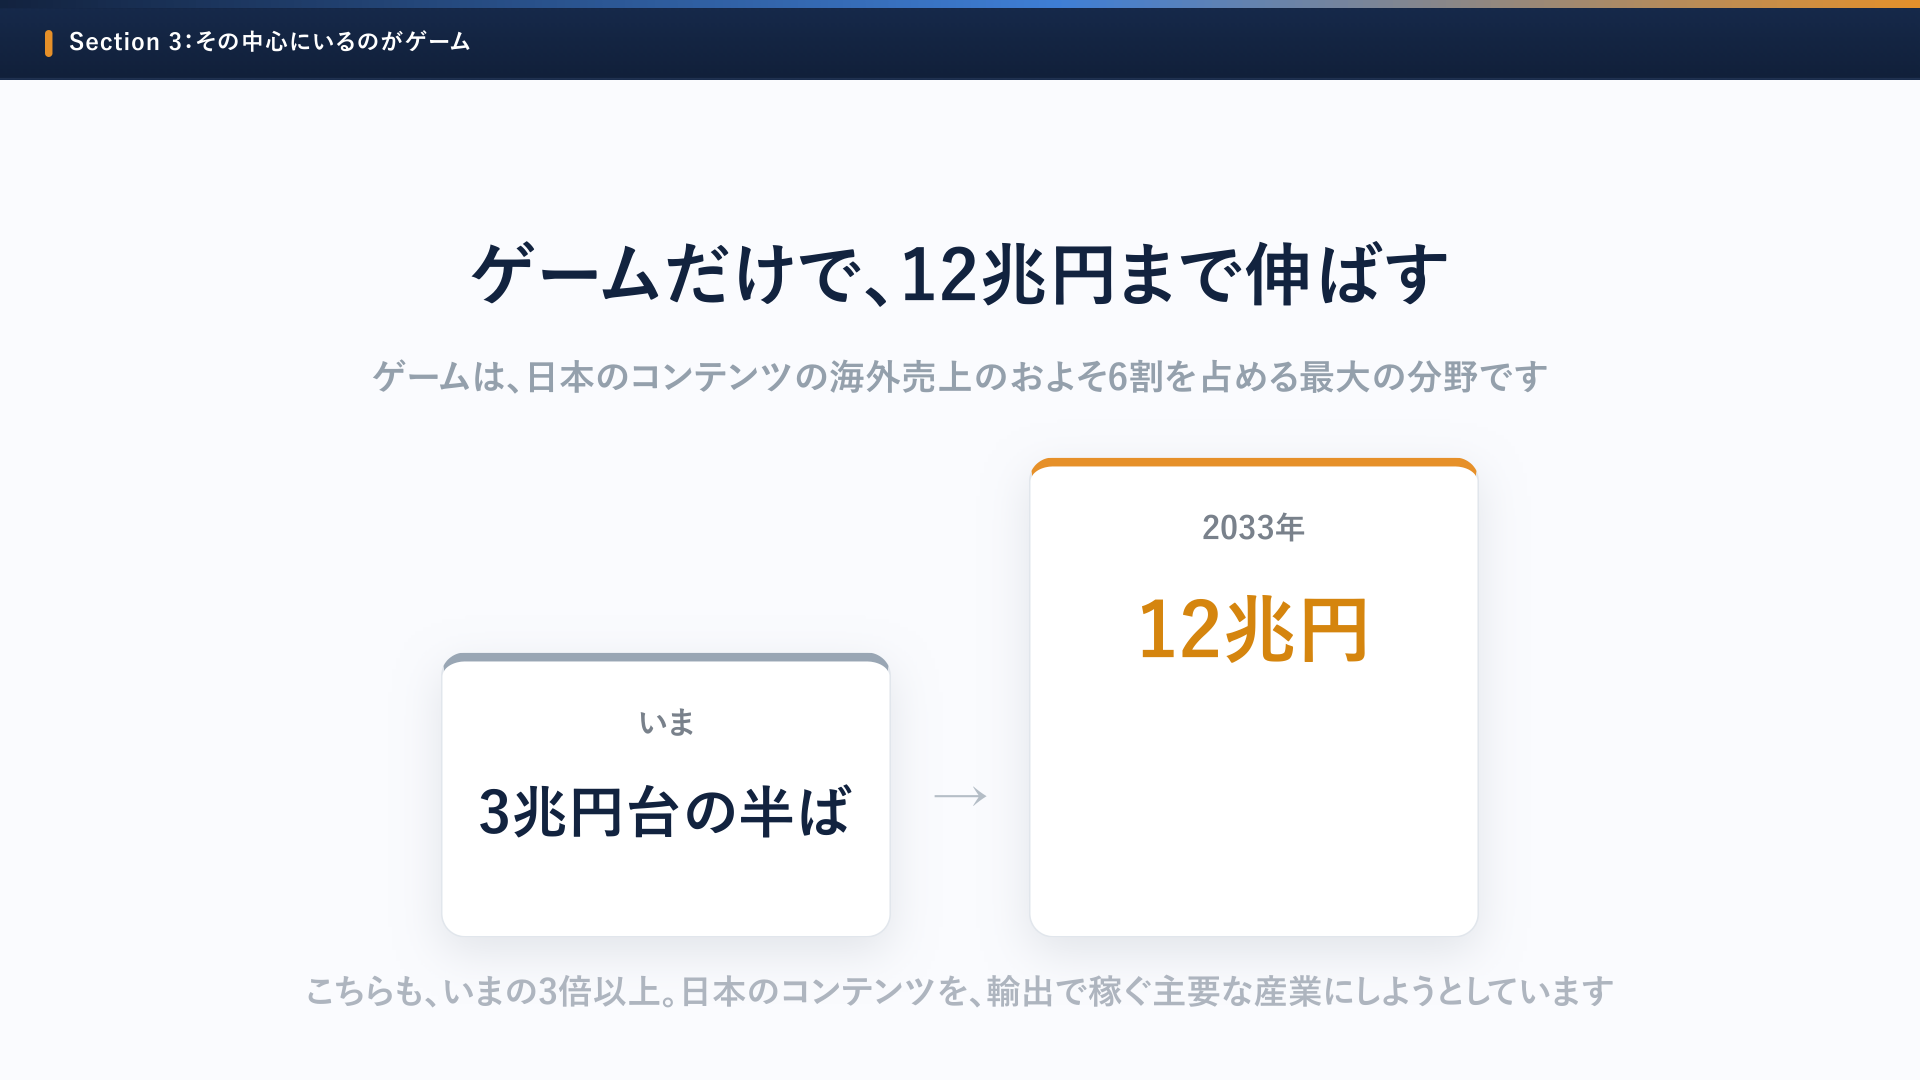 Section 3：その中心にいるのがゲーム
ゲームだけで、12兆円まで伸ばす
ゲームは、日本のコンテンツの海外売上のおよそ6割を占める最大の分野です
2033年
12兆円
いま
3兆円台の半ば
→
こちらも、いまの3倍以上。日本のコンテンツを、輸出で稼ぐ主要な産業にしようとしています